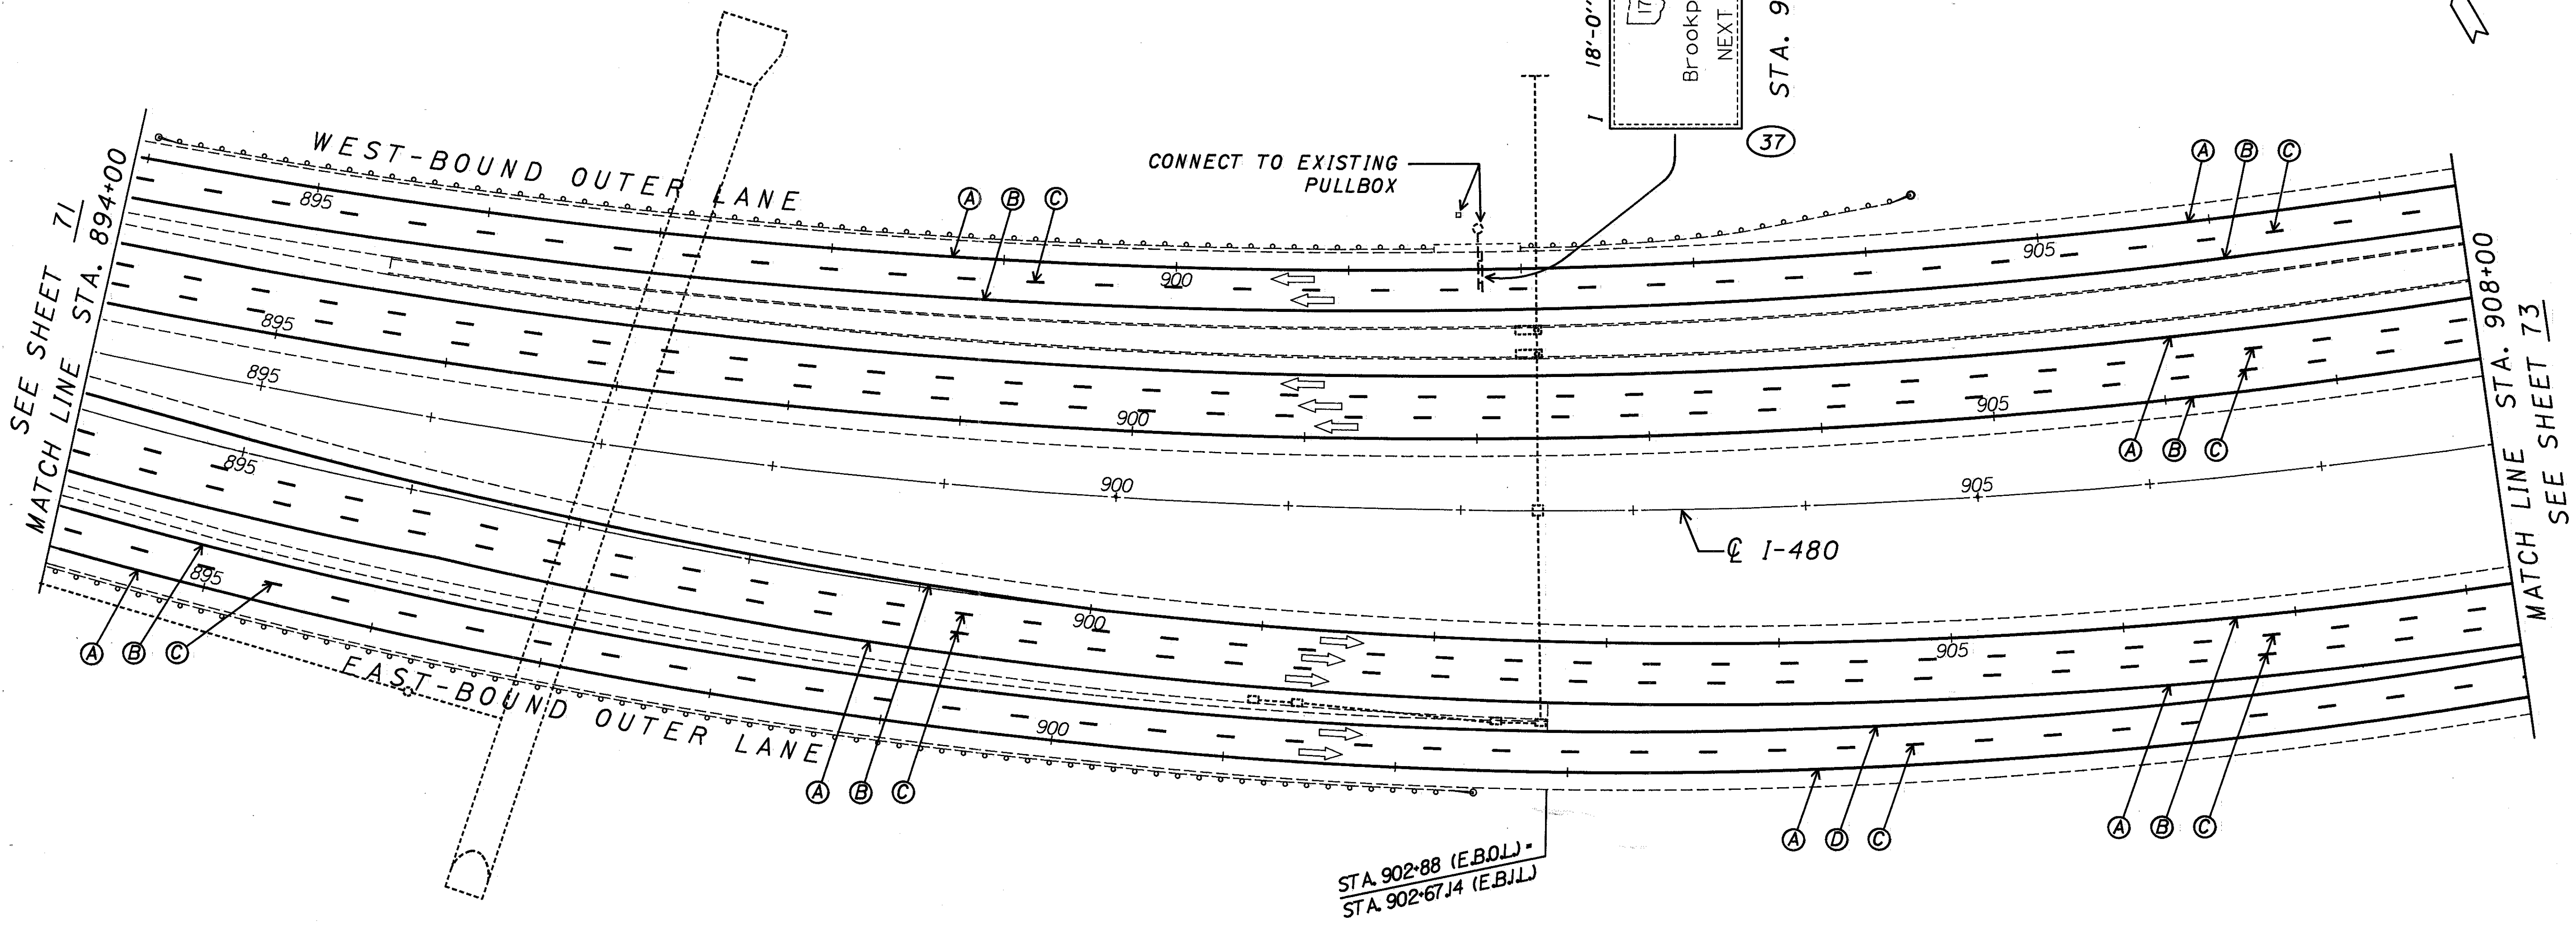 SEE SHEET 71
MATCH LINE STA. 894+00
WEST-BOUND OUTER LANE
895
895
895
895
895
CONNECT TO EXISTING
PULLBOX
I 18'-0"
17
Brookp
NEXT
STA. 9
37
A B C
A B C
900
900
900
900
900
905
905
905
905
A B C
℄ I-480
A B C
EAST-BOUND OUTER LANE
A B C
A D C
A B C
STA. 902+88 (E.B.O.L.) =
STA. 902+67.14 (E.B.I.L.)
MATCH LINE STA. 908+00
SEE SHEET 73